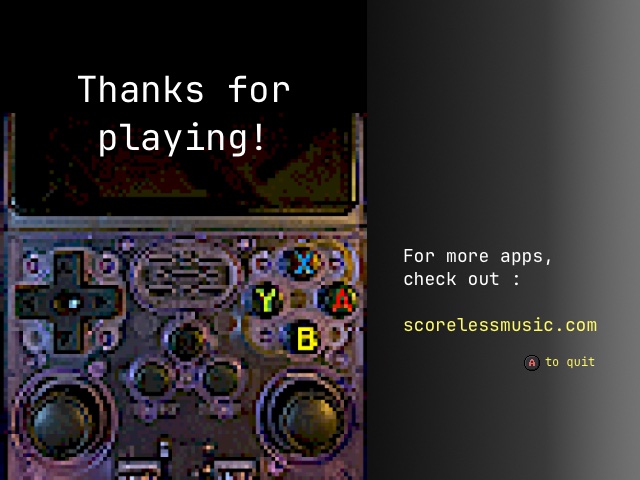 Thanks for
playing!
X
Y
A
B
For more apps,
check out :
scorelessmusic.com
A to quit